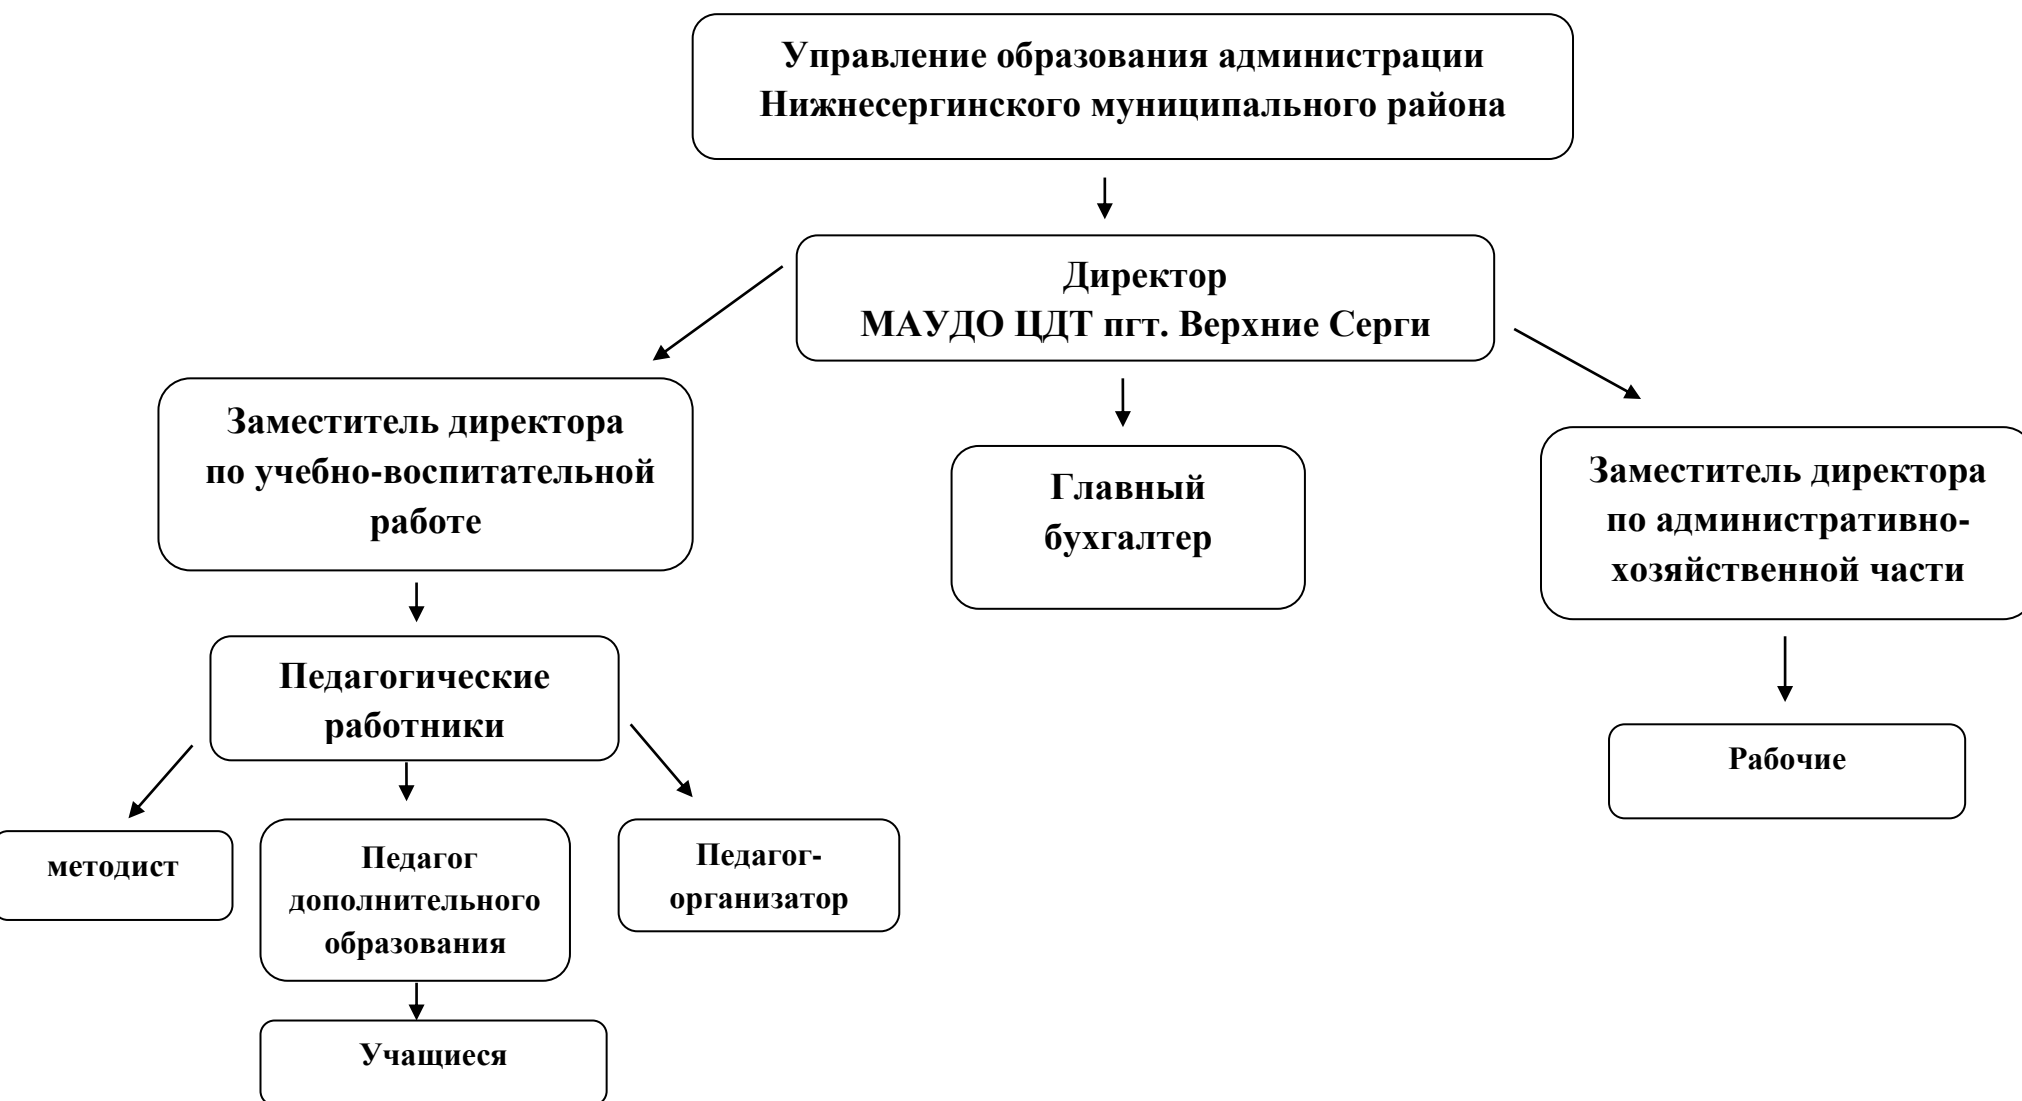 Управление образования администрации
Нижнесергинского муниципального района
Директор
МАУДО ЦДТ пгт. Верхние Серги
Заместитель директора
по учебно-воспитательной
работе
Главный
бухгалтер
Заместитель директора
по административно-
хозяйственной части
Педагогические
работники
Рабочие
методист
Педагог
дополнительного
образования
Педагог-
организатор
Учащиеся